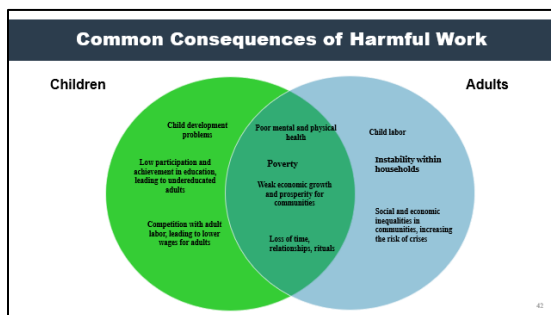 Common Consequences of Harmful Work
Children
Adults
Child development
problems
Low participation and
achievement in education,
leading to undereducated
adults
Competition with adult
labor, leading to lower
wages for adults
Poor mental and physical
health
Poverty
Weak economic growth
and prosperity for
communities
Loss of time,
relationships, rituals
Child labor
Instability within
households
Social and economic
inequalities in
communities, increasing
the risk of crises
42